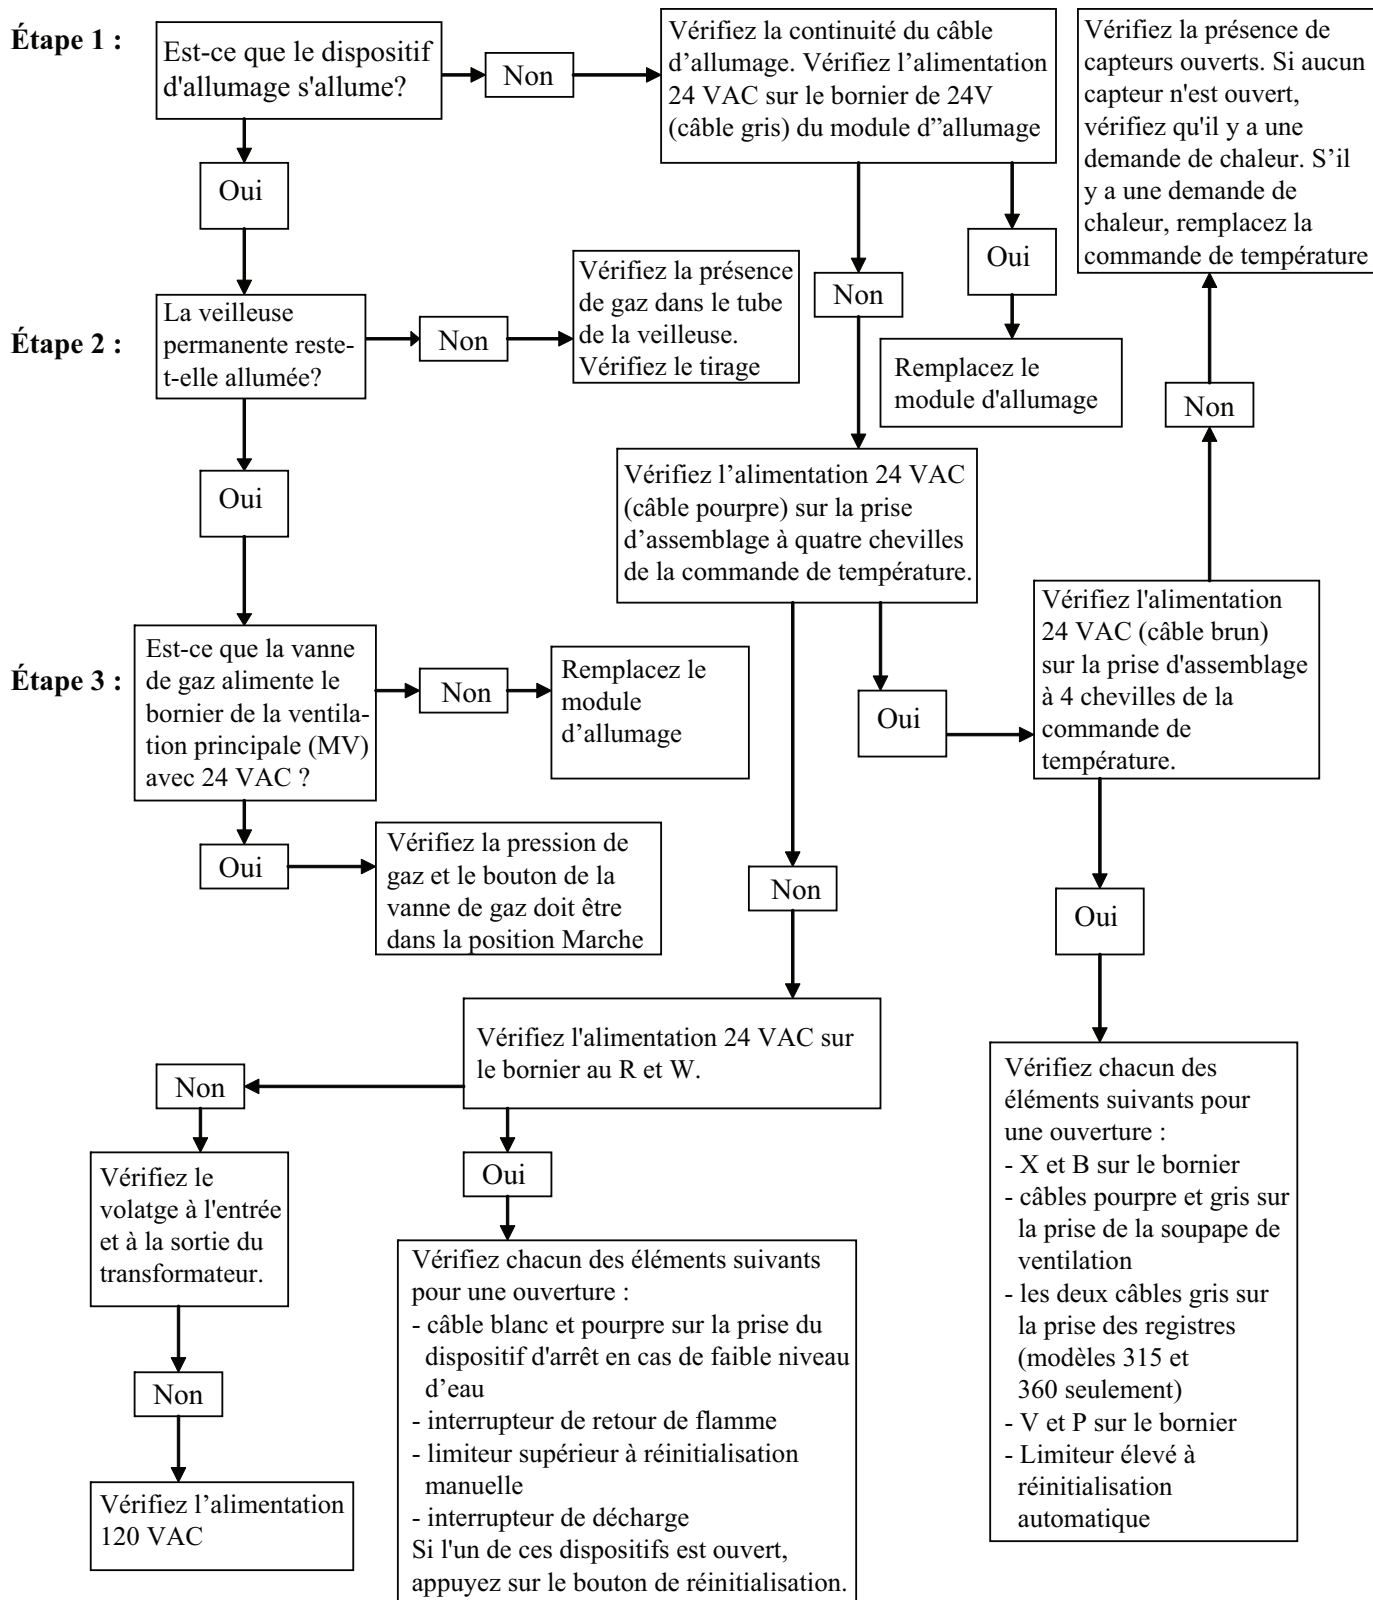 Étape 1 :
Est-ce que le dispositif
d'allumage s'allume?
Non
Vérifiez la continuité du câble
d’allumage. Vérifiez l’alimentation
24 VAC sur le bornier de 24V
(câble gris) du module d”allumage
Vérifiez la présence de
capteurs ouverts. Si aucun
capteur n'est ouvert,
vérifiez qu'il y a une
demande de chaleur. S’il
y a une demande de
chaleur, remplacez la
commande de température
Oui
Oui
Non
Étape 2 :
La veilleuse
permanente reste-
t-elle allumée?
Non
Vérifiez la présence
de gaz dans le tube
de la veilleuse.
Vérifiez le tirage
Remplacez le
module d'allumage
Non
Oui
Vérifiez l’alimentation 24 VAC
(câble pourpre) sur la prise
d’assemblage à quatre chevilles
de la commande de température.
Vérifiez l'alimentation
24 VAC (câble brun)
sur la prise d'assemblage
à 4 chevilles de la
commande de
température.
Étape 3 :
Est-ce que la vanne
de gaz alimente le
bornier de la ventila-
tion principale (MV)
avec 24 VAC ?
Non
Remplacez le
module
d’allumage
Oui
Oui
Vérifiez la pression de
gaz et le bouton de la
vanne de gaz doit être
dans la position Marche
Non
Oui
Vérifiez l'alimentation 24 VAC sur
le bornier au R et W.
Non
Oui
Vérifiez le
volatge à l'entrée
et à la sortie du
transformateur.
Non
Vérifiez l’alimentation
120 VAC
Vérifiez chacun des éléments suivants
pour une ouverture :
- câble blanc et pourpre sur la prise du
dispositif d'arrêt en cas de faible niveau
d’eau
- interrupteur de retour de flamme
- limiteur supérieur à réinitialisation
manuelle
- interrupteur de décharge
Si l'un de ces dispositifs est ouvert,
appuyez sur le bouton de réinitialisation.
Vérifiez chacun des
éléments suivants pour
une ouverture :
- X et B sur le bornier
- câbles pourpre et gris sur
la prise de la soupape de
ventilation
- les deux câbles gris sur
la prise des registres
(modèles 315 et
360 seulement)
- V et P sur le bornier
- Limiteur élevé à
réinitialisation
automatique